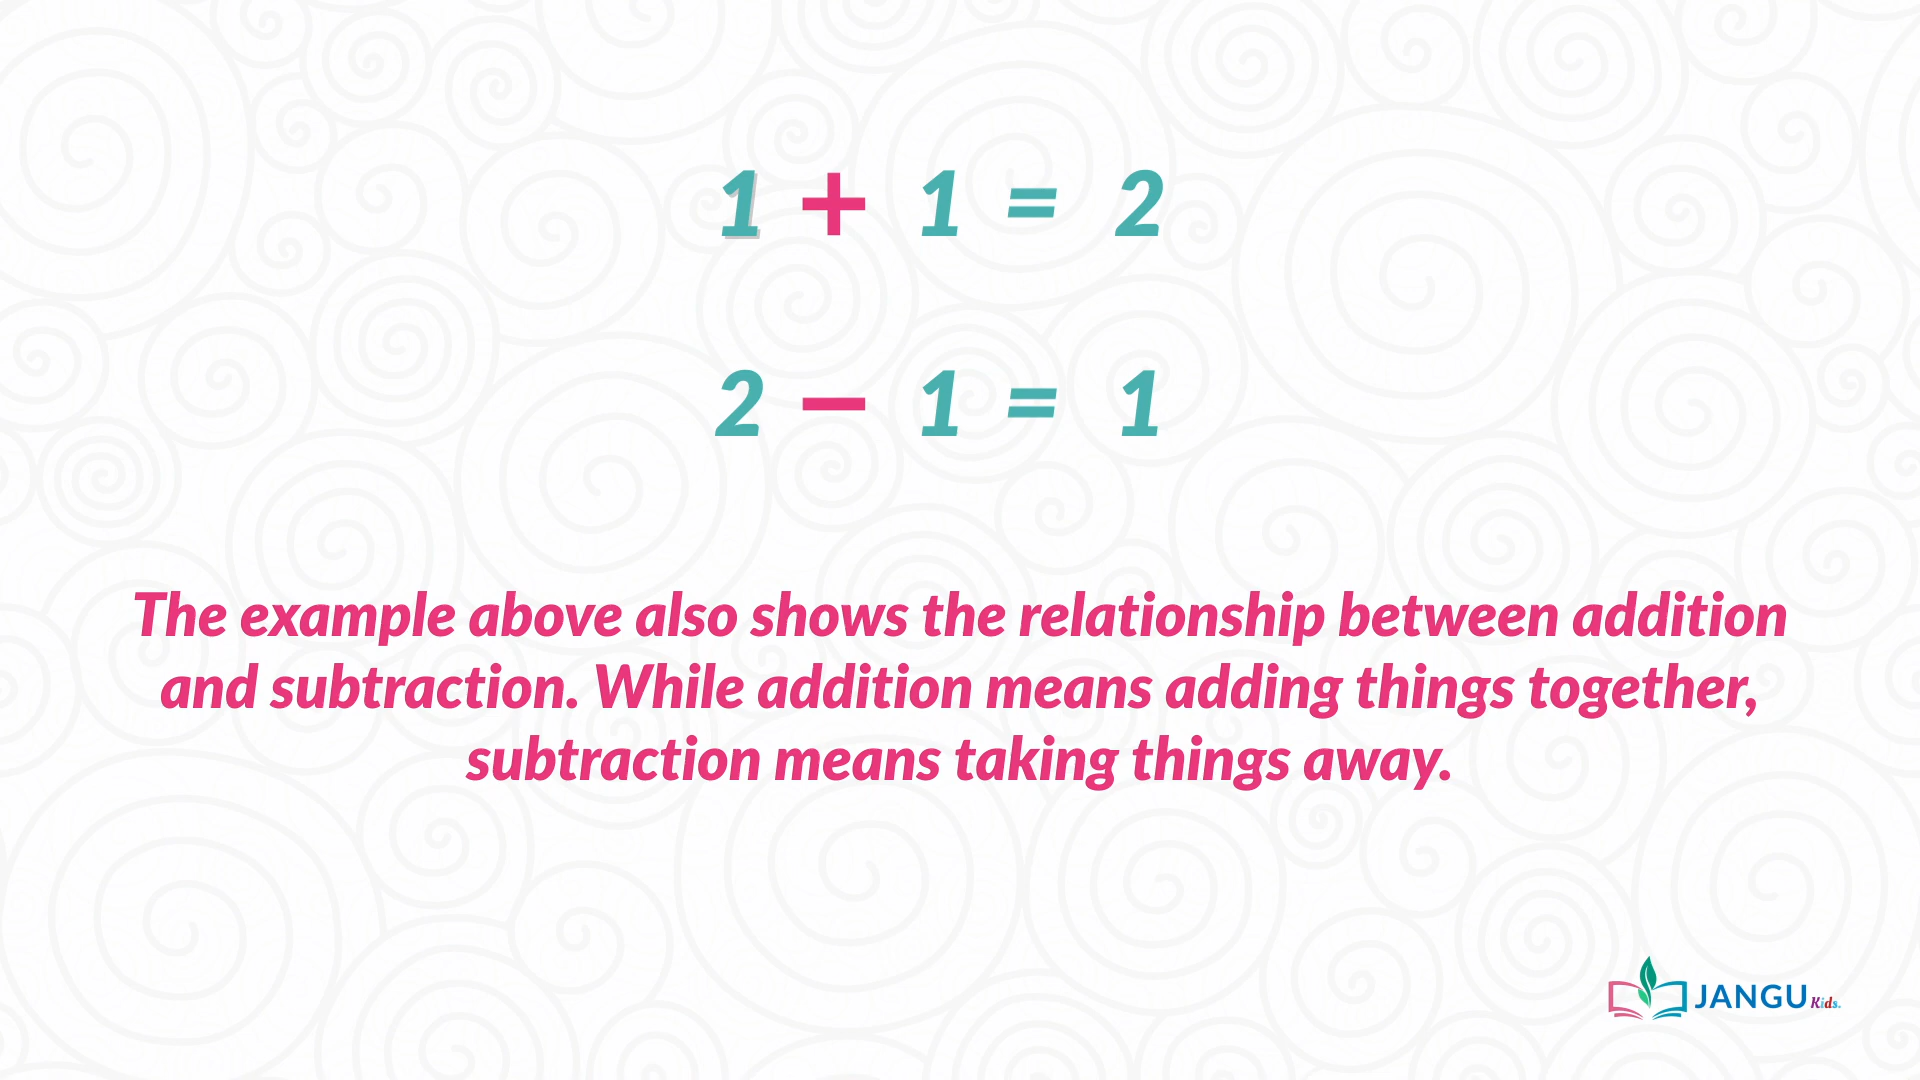 1 + 1 = 2
2 − 1 = 1
The example above also shows the relationship between addition
and subtraction. While addition means adding things together,
subtraction means taking things away.
JANGU Kids.